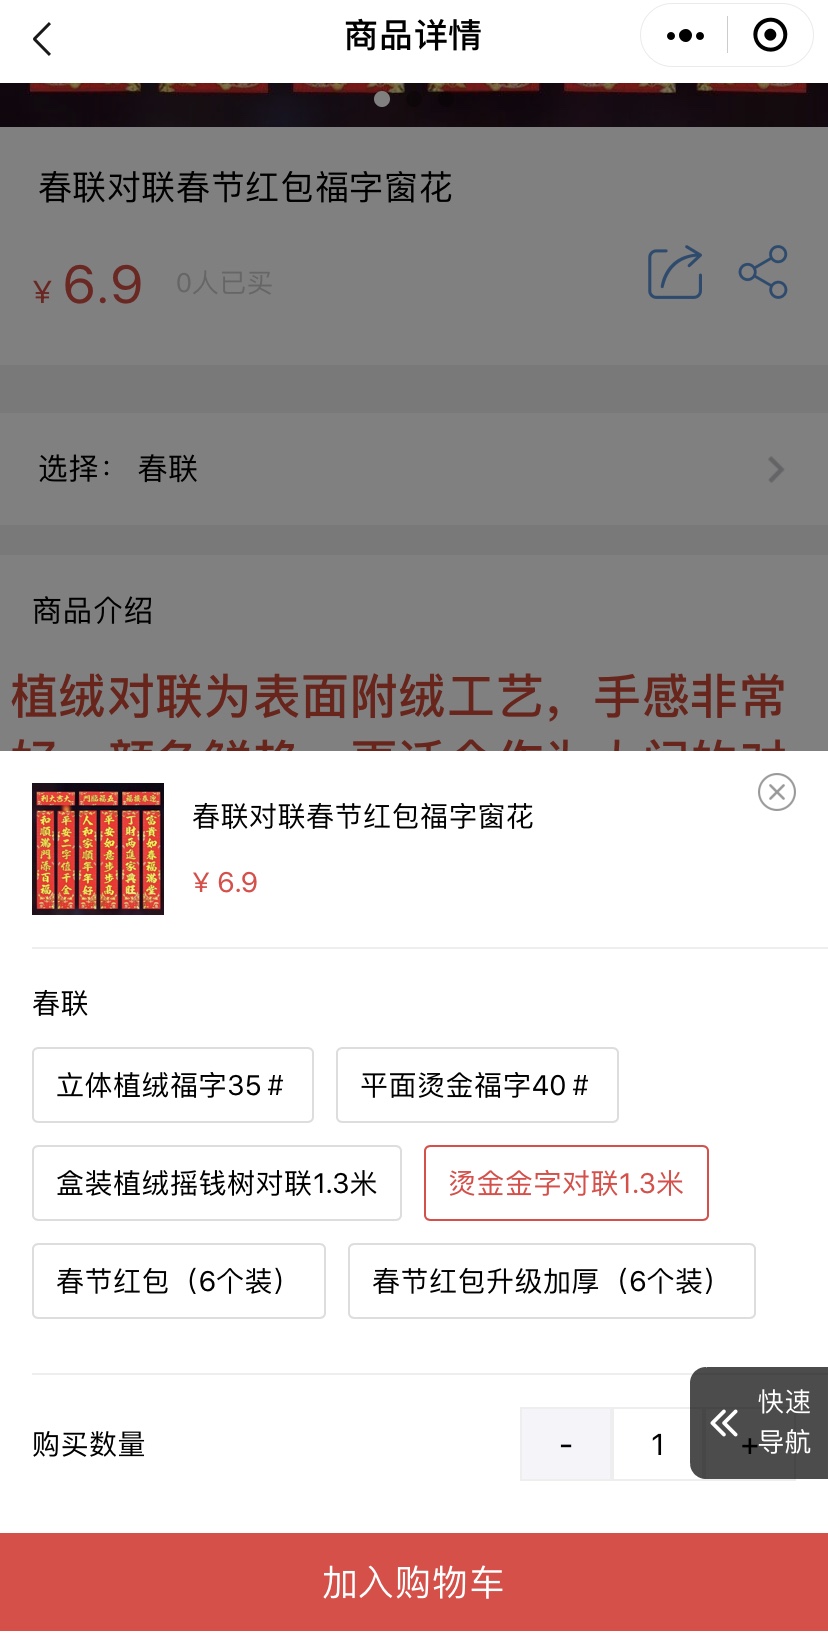 商品详情
春联对联春节红包福字窗花
¥ 6.9 0人已买
选择： 春联
商品介绍
植绒对联为表面附绒工艺，手感非常
春联对联春节红包福字窗花
¥ 6.9
春联
立体植绒福字35＃
平面烫金福字40＃
盒装植绒摇钱树对联1.3米
烫金金字对联1.3米
春节红包（6个装）
春节红包升级加厚（6个装）
购买数量
- 1 +
快速
导航
加入购物车